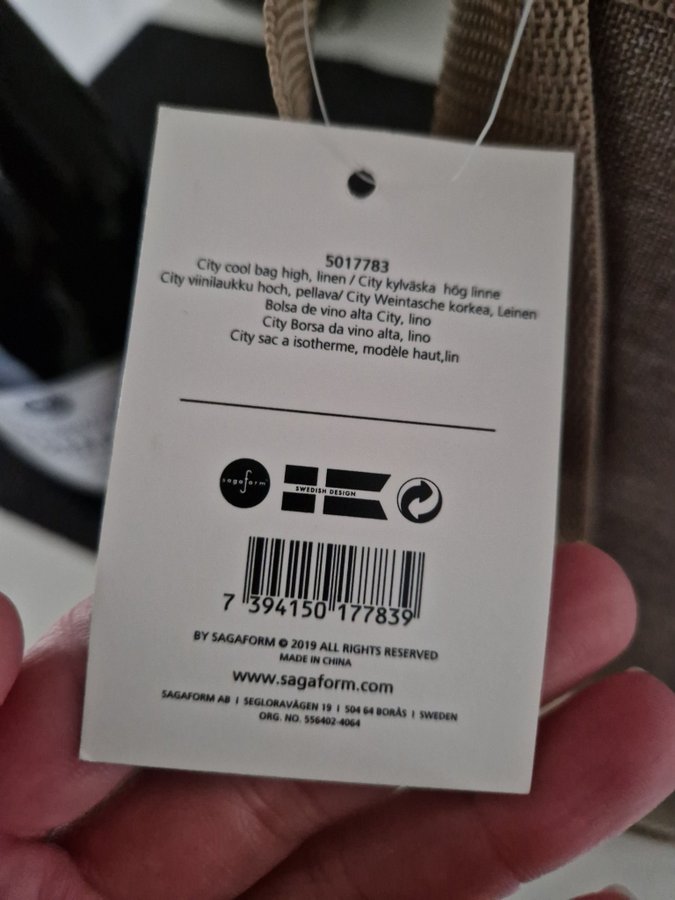 5017783
City cool bag high, linen / City kylväska hög linne
City viinilaukku hoch, pellava/ City Weintasche korkea, Leinen
Bolsa de vino alta City, lino
City Borsa da vino alta, lino
City sac a isotherme, modèle haut,lin
sagaform
SWEDISH DESIGN
7 394150 177839
BY SAGAFORM © 2019 ALL RIGHTS RESERVED
MADE IN CHINA
www.sagaform.com
SAGAFORM AB I SEGLORAVÄGEN 19 I 504 64 BORÅS I SWEDEN
ORG. NO. 556402-4064